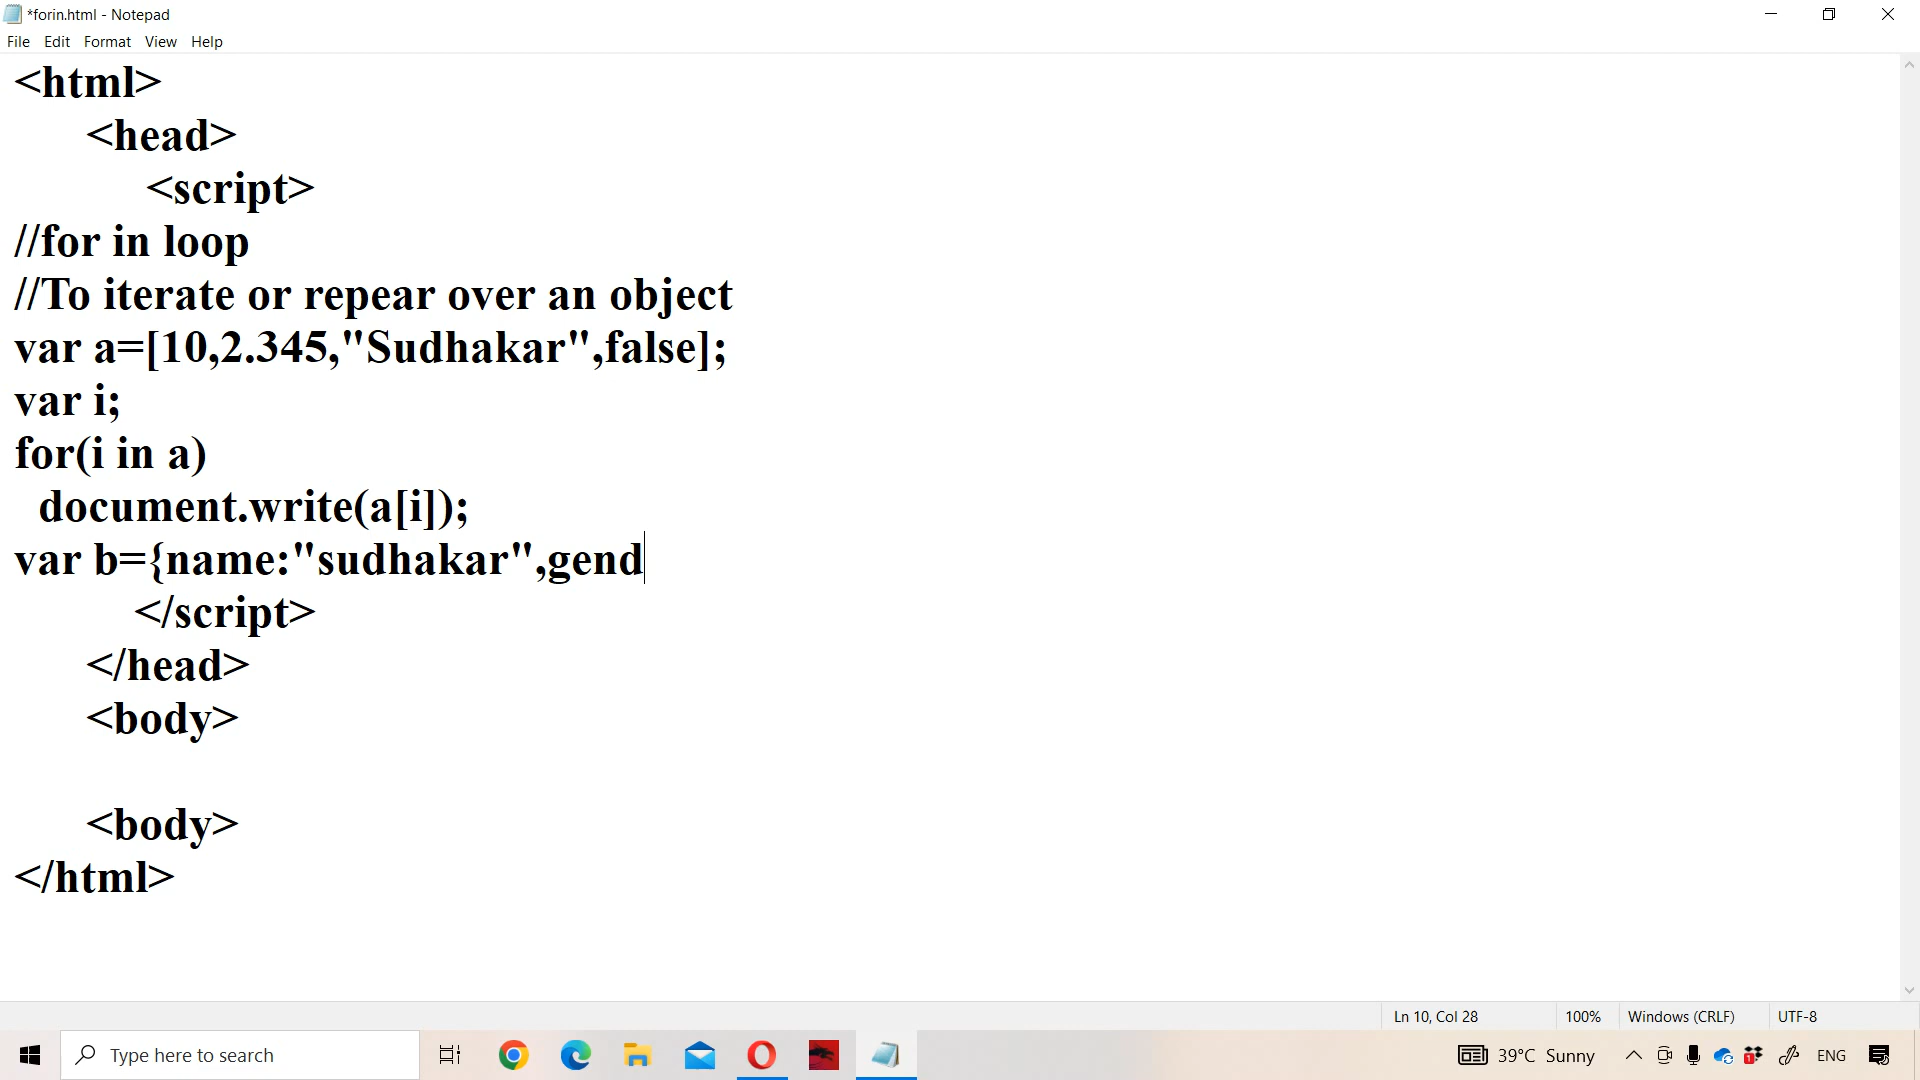 *forin.html - Notepad
File Edit Format View Help
<html>
<head>
<script>
//for in loop
//To iterate or repear over an object
var a=[10,2.345,"Sudhakar",false];
var i;
for(i in a)
document.write(a[i]);
var b={name:"sudhakar",gend
</script>
</head>
<body>
<body>
</html>
Ln 10, Col 28 100% Windows (CRLF) UTF-8
Type here to search 39°C Sunny 1 ENG